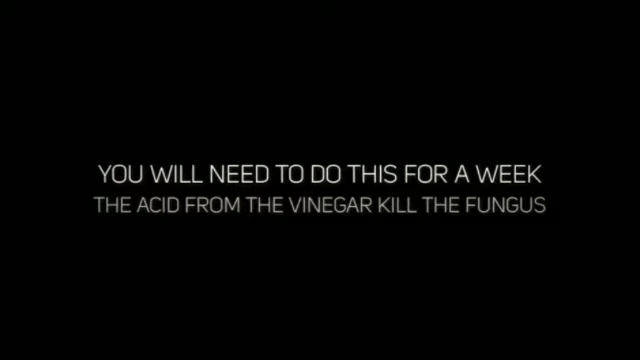 YOU WILL NEED TO DO THIS FOR A WEEK
THE ACID FROM THE VINEGAR KILL THE FUNGUS